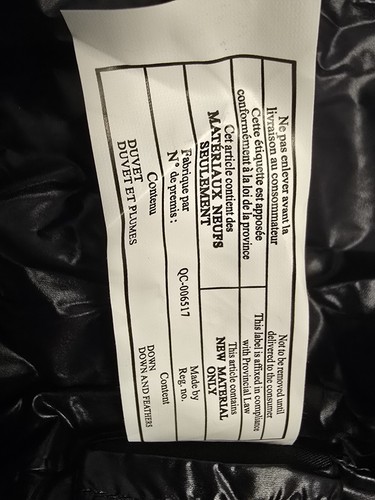 Ne pas enlever avant la
livraison au consommateur
Not to be removed until
delivered to the consumer
Cette étiquette est apposée
conformément à la loi de la province
This label is affixed in compliance
with Provincial Law
Cet article contient des
MATERIAUX NEUFS
SEULEMENT
This article contains
NEW MATERIAL
ONLY
Fabrique par
N° de premis :
QC-006517
Made by
Reg. no.
Contenu
Content
DUVET
DUVET ET PLUMES
DOWN
DOWN AND FEATHERS